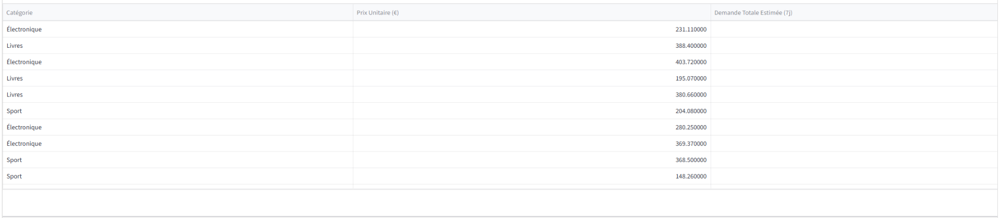 Catégorie Prix Unitaire (€) Demande Totale Estimée (7j)
Électronique 231.110000
Livres 388.400000
Électronique 403.720000
Livres 195.070000
Livres 380.660000
Sport 204.080000
Électronique 280.250000
Électronique 369.370000
Sport 368.500000
Sport 148.260000